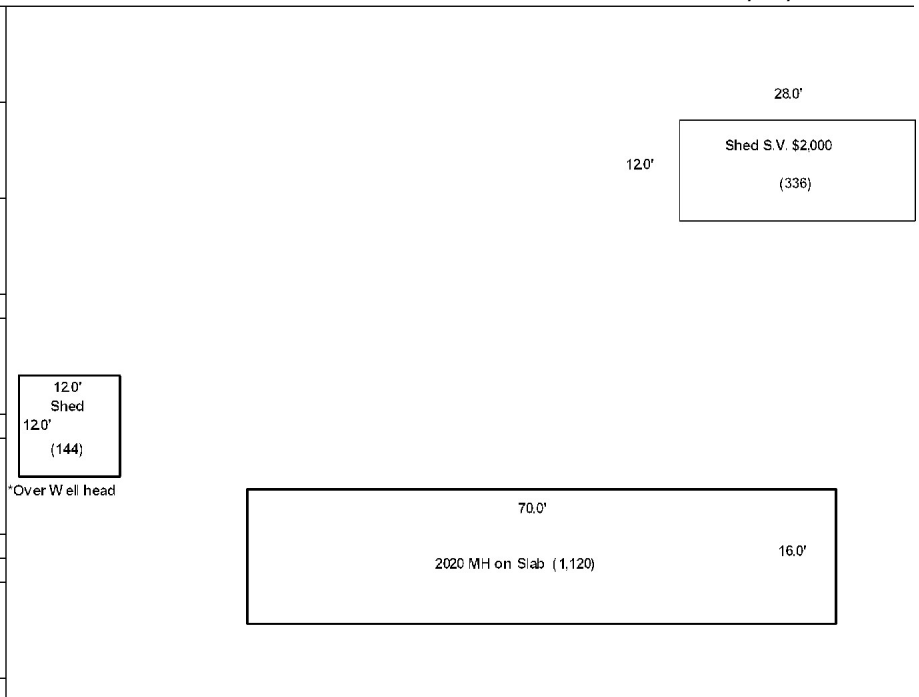 28.0'
Shed S.V. $2,000
12.0'
(336)
12.0'
Shed
12.0'
(144)
*Over Well head
70.0'
16.0'
2020 MH on Slab (1,120)